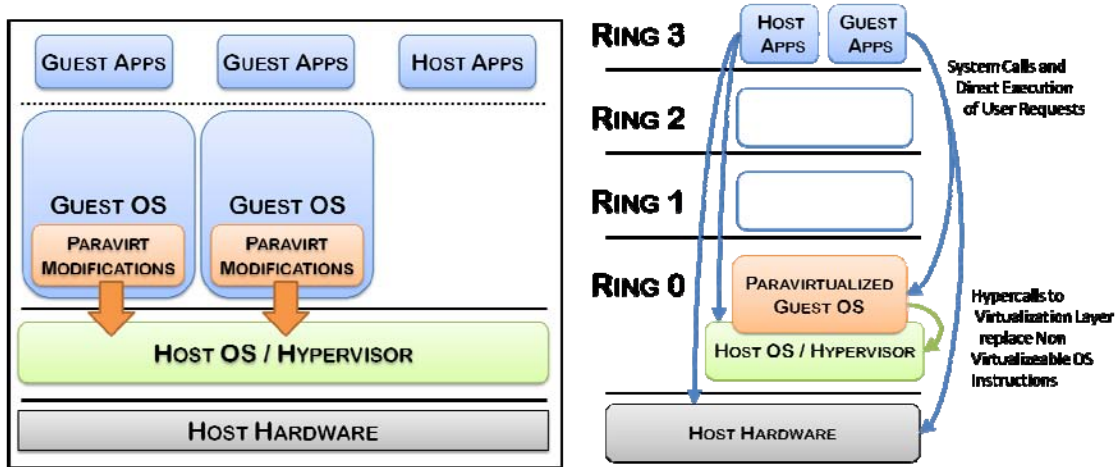 GUEST APPS
GUEST APPS
HOST APPS
GUEST OS
GUEST OS
PARAVIRT
MODIFICATIONS
PARAVIRT
MODIFICATIONS
HOST OS / HYPERVISOR
HOST HARDWARE
RING 3
HOST
APPS
GUEST
APPS
System Calls and
Direct Execution
of User Requests
RING 2
RING 1
RING 0
PARAVIRTUALIZED
GUEST OS
HOST OS / HYPERVISOR
Hypercalls to
Virtualization Layer
replace Non
Virtualizeable OS
Instructions
HOST HARDWARE